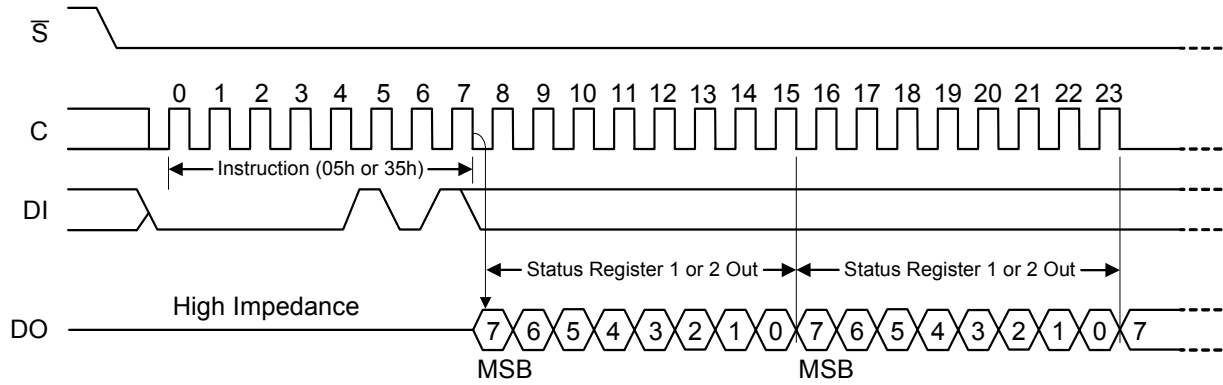 S
0 1 2 3 4 5 6 7 8 9 10 11 12 13 14 15 16 17 18 19 20 21 22 23
C
Instruction (05h or 35h)
DI
Status Register 1 or 2 Out Status Register 1 or 2 Out
High Impedance
DO 7 6 5 4 3 2 1 0 7 6 5 4 3 2 1 0 7
MSB MSB